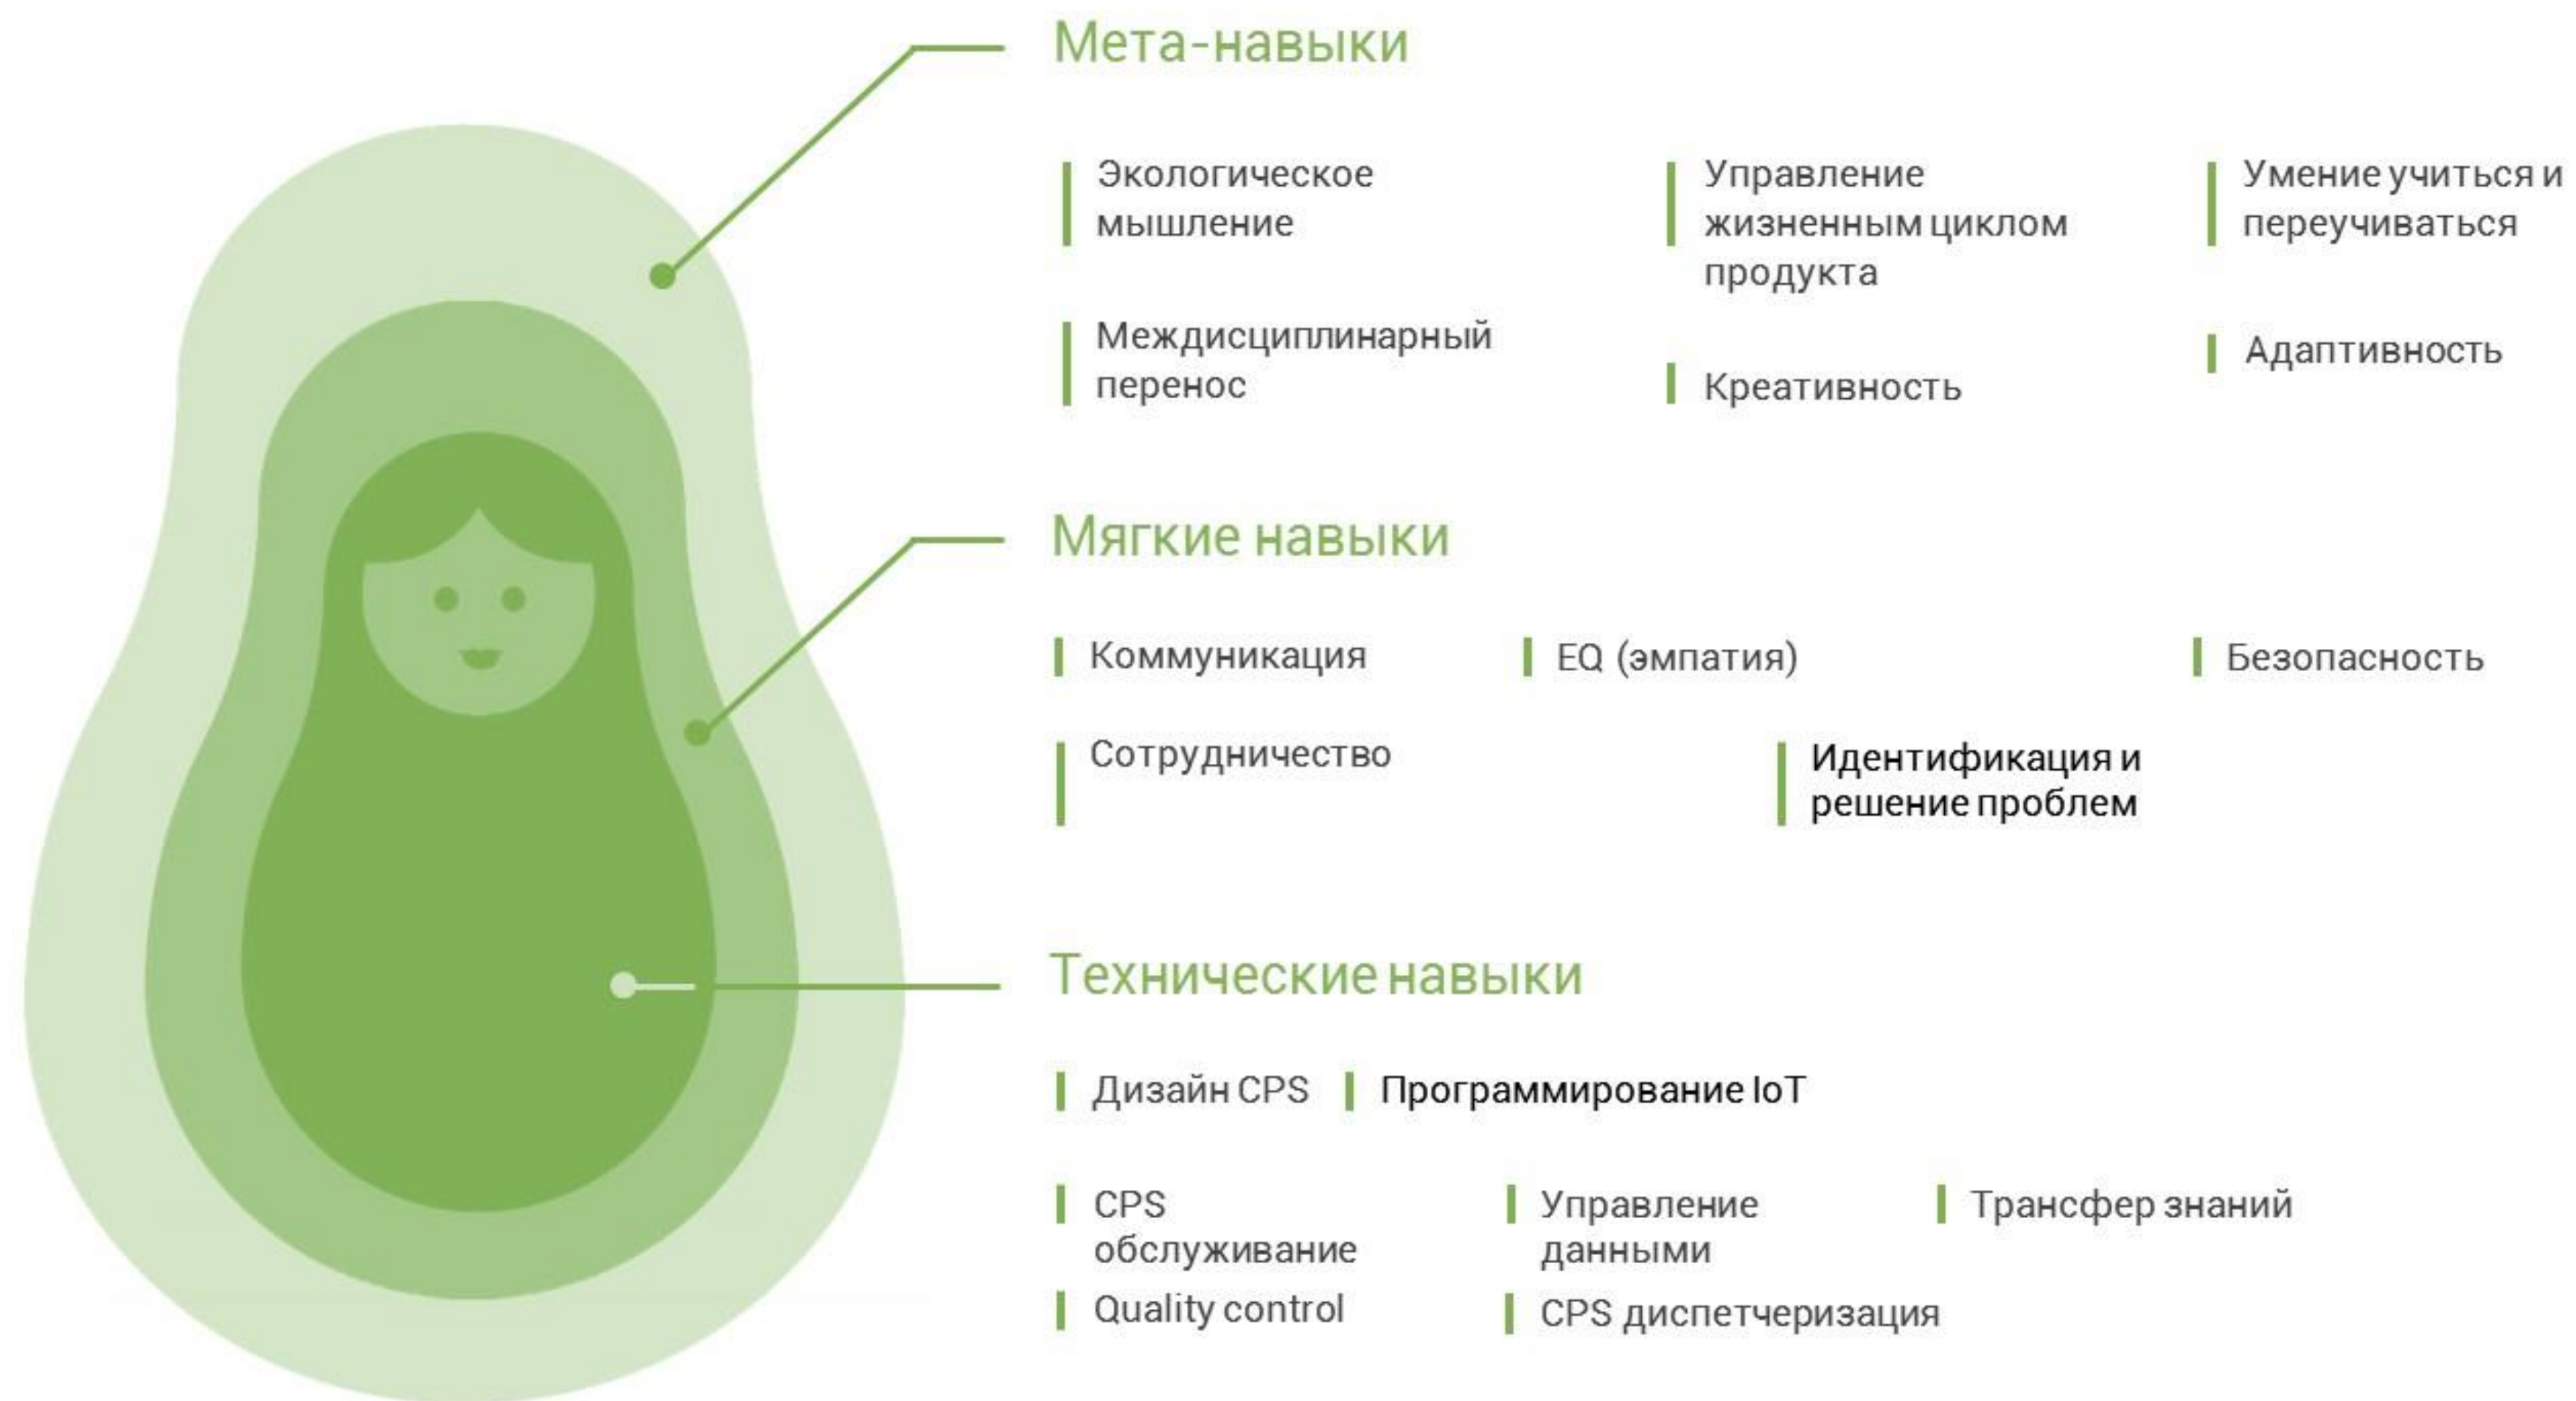 Мета-навыки
Экологическое
мышление
Управление
жизненным циклом
продукта
Умение учиться и
переучиваться
Междисциплинарный
перенос
Креативность
Адаптивность
Мягкие навыки
Коммуникация
EQ (эмпатия)
Безопасность
Сотрудничество
Идентификация и
решение проблем
Технические навыки
Дизайн CPS
Программирование IoT
CPS
обслуживание
Управление
данными
Трансфер знаний
Quality control
CPS диспетчеризация